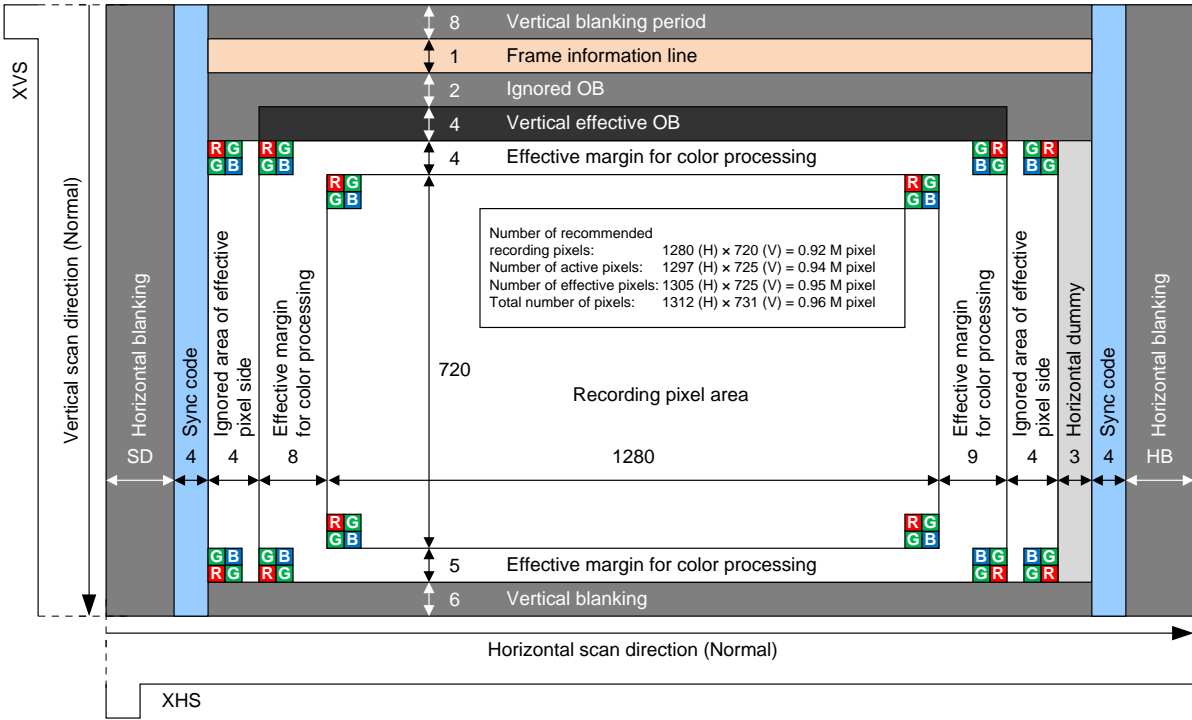 8 Vertical blanking period
1 Frame information line
2 Ignored OB
4 Vertical effective OB
4 Effective margin for color processing
XVS
Vertical scan direction (Normal)
R G R G G R G R
G B G B B G B G
R G R G
G B G B
Number of recommended
recording pixels: 1280 (H) × 720 (V) = 0.92 M pixel
Number of active pixels: 1297 (H) × 725 (V) = 0.94 M pixel
Number of effective pixels: 1305 (H) × 725 (V) = 0.95 M pixel
Total number of pixels: 1312 (H) × 731 (V) = 0.96 M pixel
720
Recording pixel area
1280
Horizontal blanking
SD
Sync code
4
Ignored area of effective
pixel side
4
Effective margin
for color processing
8
Effective margin
for color processing
9
Ignored area of effective
pixel side
4
Horizontal dummy
3
Sync code
4
Horizontal blanking
HB
R G R G
G B G B
G B G B B G B G
R G R G G R G R
5 Effective margin for color processing
6 Vertical blanking
Horizontal scan direction (Normal)
XHS